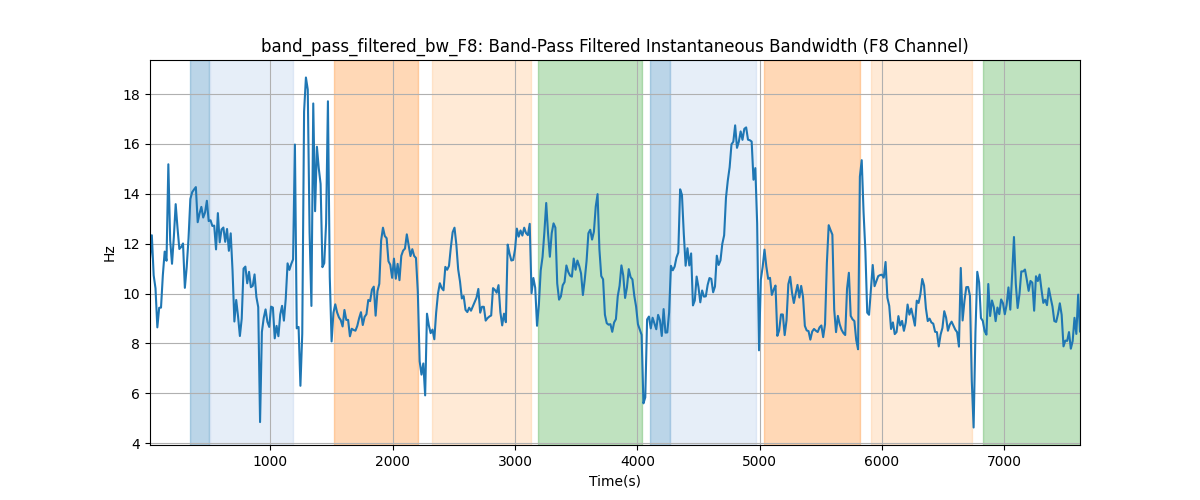 band_pass_filtered_bw_F8: Band-Pass Filtered Instantaneous Bandwidth (F8 Channel)
18
16
14
12
10
8
6
4
Hz
1000 2000 3000 4000 5000 6000 7000
Time(s)